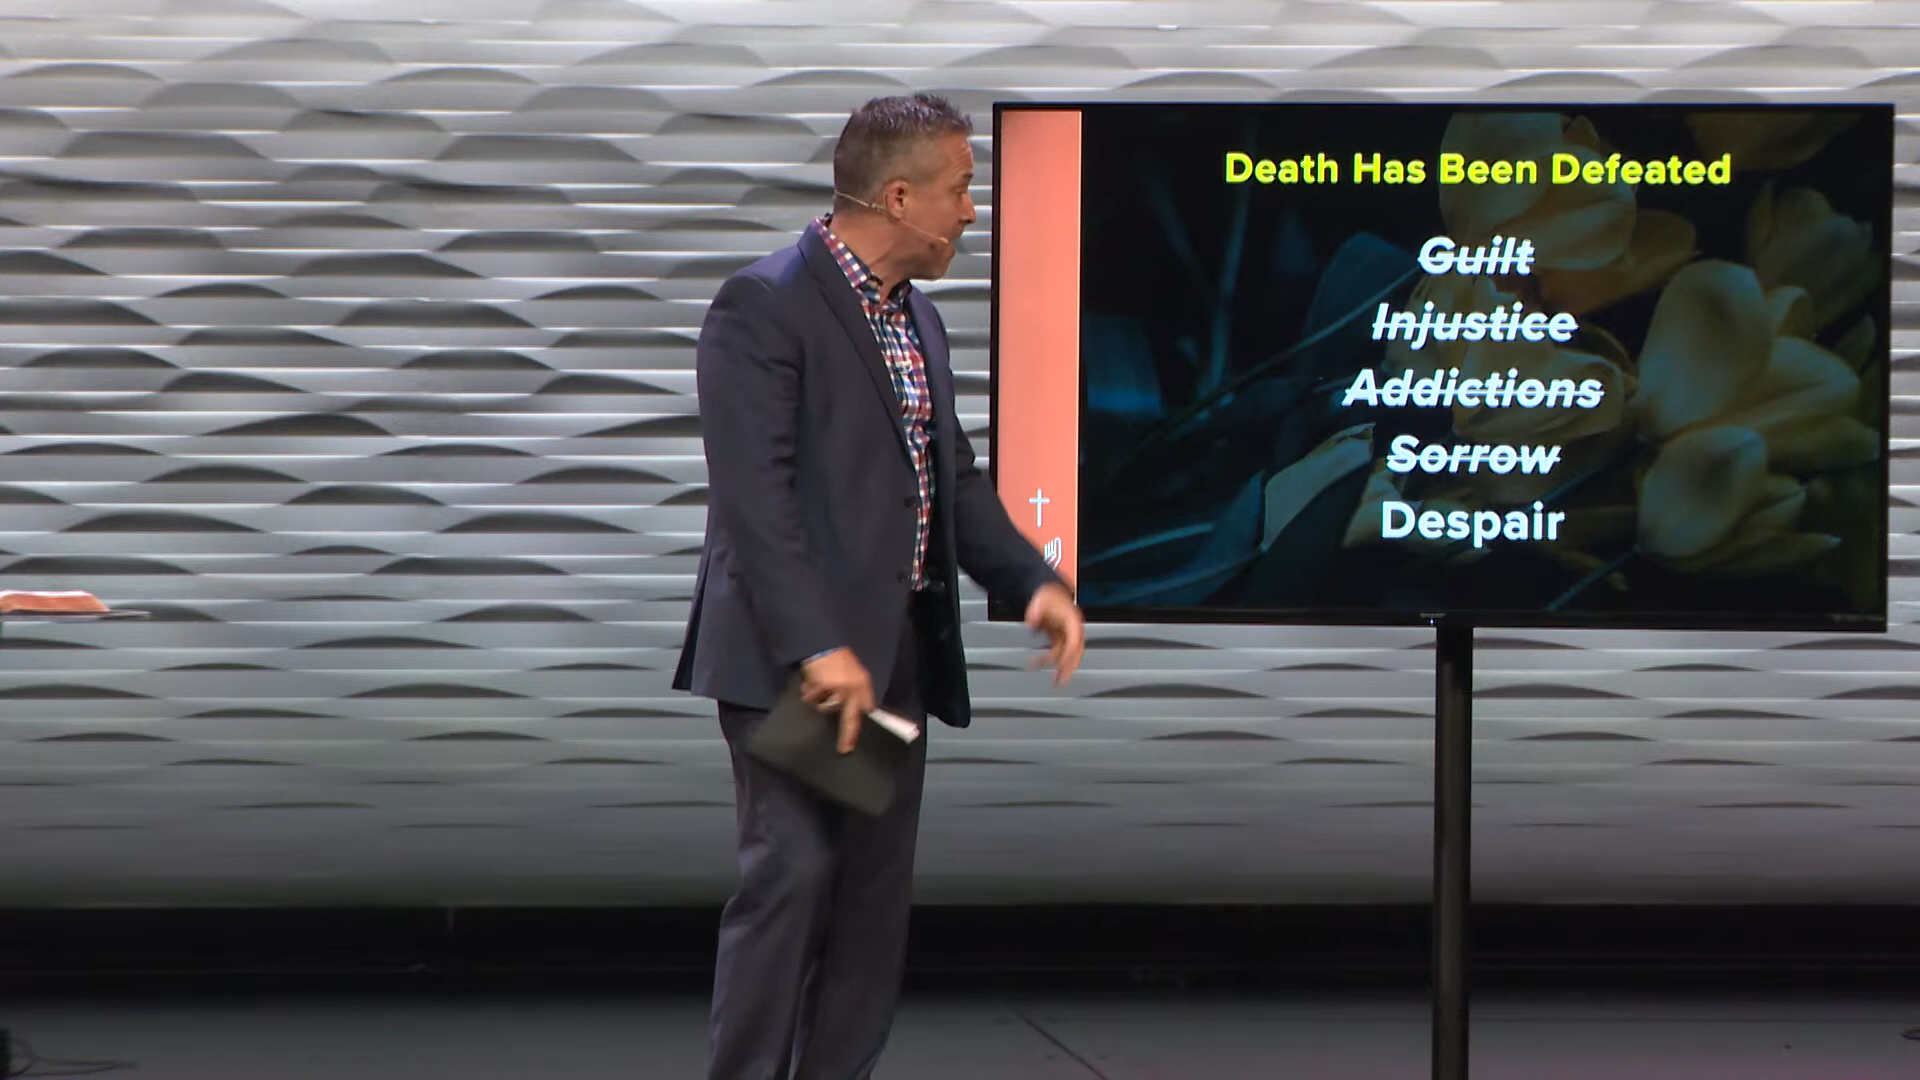 Death Has Been Defeated
Guilt
Injustice
Addictions
Sorrow
Despair